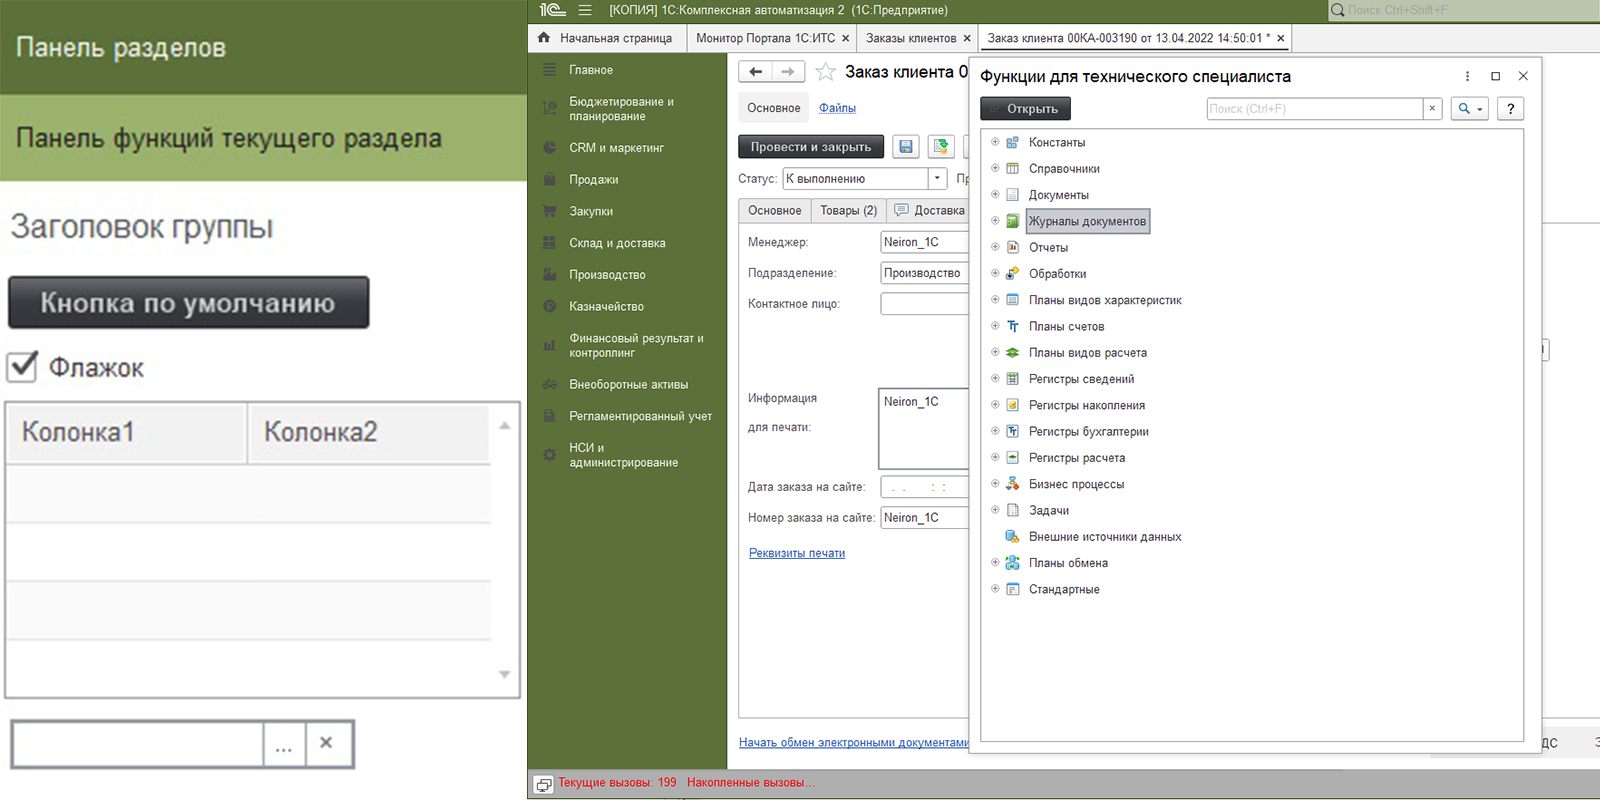 Панель разделов
Панель функций текущего раздела
Заголовок группы
Кнопка по умолчанию
Флажок
Колонка1 Колонка2
... ×
1С [КОПИЯ] 1С:Комплексная автоматизация 2 (1С:Предприятие)
Поиск Ctrl+Shift+F
Начальная страница
Монитор Портала 1С:ИТС ×
Заказы клиентов ×
Заказ клиента 00КА-003190 от 13.04.2022 14:50:01 * ×
Главное
Бюджетирование и
планирование
CRM и маркетинг
Продажи
Закупки
Склад и доставка
Производство
Казначейство
Финансовый результат и
контроллинг
Внеоборотные активы
Регламентированный учет
НСИ и
администрирование
Заказ клиента 0
Основное Файлы
Провести и закрыть
Статус: К выполнению Пр
Основное Товары (2) Доставка
Менеджер: Neiron_1C
Подразделение: Производство
Контактное лицо:
Информация
для печати:
Neiron_1C
Дата заказа на сайте: . . : :
Номер заказа на сайте: Neiron_1C
Реквизиты печати
Начать обмен электронными документами
Функции для технического специалиста
Открыть
Поиск (Ctrl+F) × ?
Константы
Справочники
Документы
Журналы документов
Отчеты
Обработки
Планы видов характеристик
Планы счетов
Планы видов расчета
Регистры сведений
Регистры накопления
Регистры бухгалтерии
Регистры расчета
Бизнес процессы
Задачи
Внешние источники данных
Планы обмена
Стандартные
ДС
Текущие вызовы: 199 Накопленные вызовы...